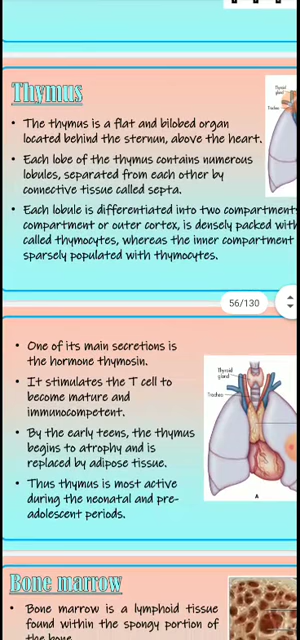 Thymus
• The thymus is a flat and bilobed organ
located behind the sternun, above the heart.
• Each lobe of the thymus contains numerous
lobules, separated from each other by
connective tissue called septa.
• Each lobule is differentiated into two compartment
compartment or outer cortex, is densely packed with
called thymocytes, whereas the inner compartment
sparsely populated with thymocytes.
Thyroid
gland
Trachea
56/130
• One of its main secretions is
the hormone thymosin.
• It stimulates the T cell to
become mature and
immunocompetent.
• By the early teens, the thymus
begins to atrophy and is
replaced by adipose tissue.
• Thus thymus is most active
during the neonatal and pre-
adolescent periods.
Thyroid
gland
Trachea
A
Bone marrow
• Bone marrow is a lymphoid tissue
found within the spongy portion of
the bone